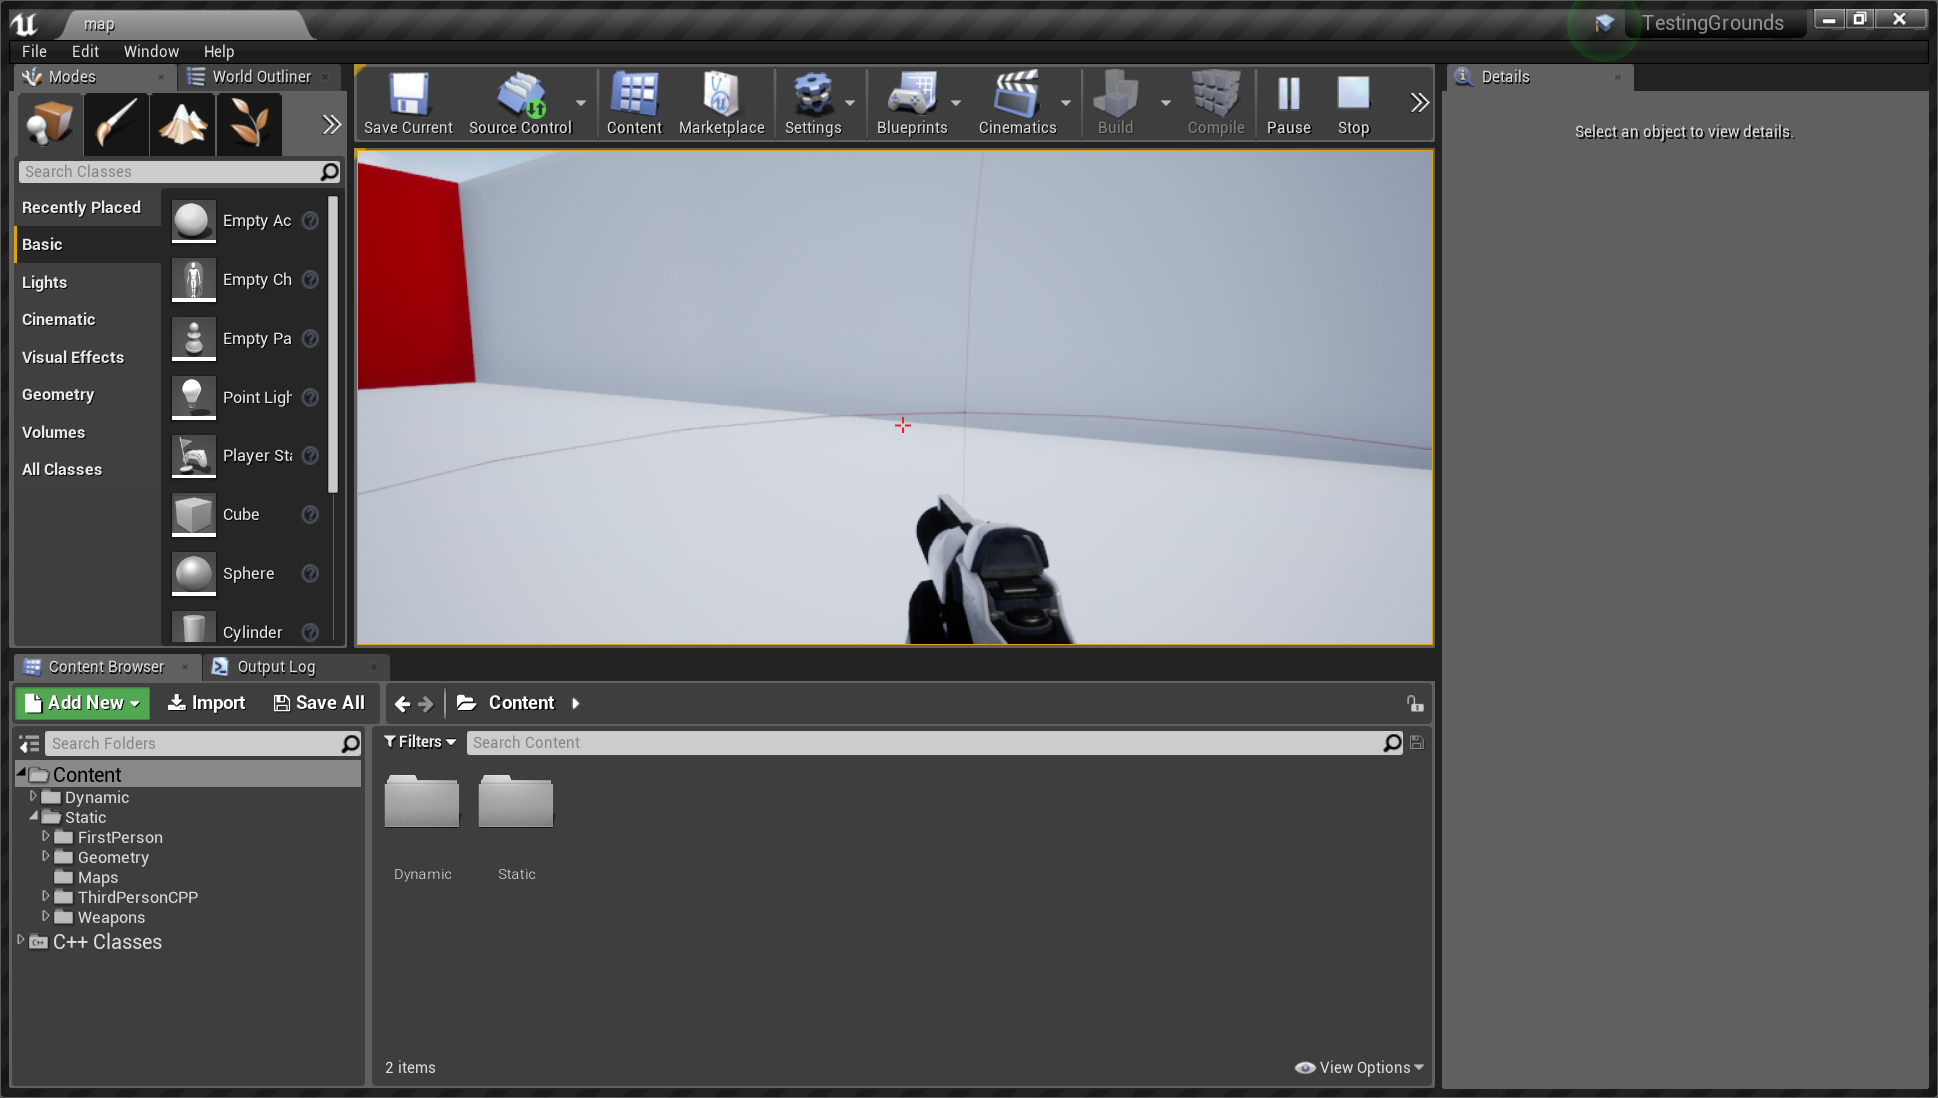 map
TestingGrounds
File Edit Window Help
Modes
World Outliner
Save Current
Source Control
Content
Marketplace
Settings
Blueprints
Cinematics
Build
Compile
Pause
Stop
Details
Select an object to view details.
Search Classes
Recently Placed
Basic
Lights
Cinematic
Visual Effects
Geometry
Volumes
All Classes
Empty Ac
Empty Ch
Empty Pa
Point Ligh
Player Sta
Cube
Sphere
Cylinder
Content Browser
Output Log
Add New
Import
Save All
Content
Search Folders
Filters
Search Content
Content
Dynamic
Static
FirstPerson
Geometry
Maps
ThirdPersonCPP
Weapons
C++ Classes
Dynamic
Static
2 items
View Options